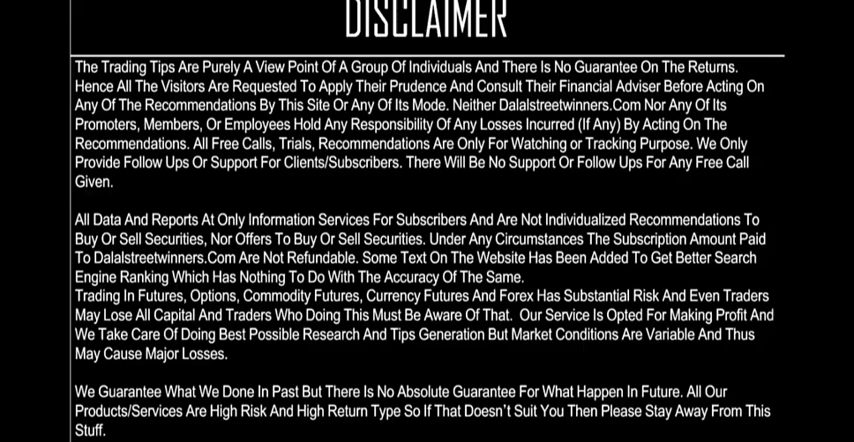 DISCLAIMER
The Trading Tips Are Purely A View Point Of A Group Of Individuals And There Is No Guarantee On The Returns.
Hence All The Visitors Are Requested To Apply Their Prudence And Consult Their Financial Adviser Before Acting On
Any Of The Recommendations By This Site Or Any Of Its Mode. Neither Dalalstreetwinners.Com Nor Any Of Its
Promoters, Members, Or Employees Hold Any Responsibility Of Any Losses Incurred (If Any) By Acting On The
Recommendations. All Free Calls, Trials, Recommendations Are Only For Watching or Tracking Purpose. We Only
Provide Follow Ups Or Support For Clients/Subscribers. There Will Be No Support Or Follow Ups For Any Free Call
Given.
All Data And Reports At Only Information Services For Subscribers And Are Not Individualized Recommendations To
Buy Or Sell Securities, Nor Offers To Buy Or Sell Securities. Under Any Circumstances The Subscription Amount Paid
To Dalalstreetwinners.Com Are Not Refundable. Some Text On The Website Has Been Added To Get Better Search
Engine Ranking Which Has Nothing To Do With The Accuracy Of The Same.
Trading In Futures, Options, Commodity Futures, Currency Futures And Forex Has Substantial Risk And Even Traders
May Lose All Capital And Traders Who Doing This Must Be Aware Of That. Our Service Is Opted For Making Profit And
We Take Care Of Doing Best Possible Research And Tips Generation But Market Conditions Are Variable And Thus
May Cause Major Losses.
We Guarantee What We Done In Past But There Is No Absolute Guarantee For What Happen In Future. All Our
Products/Services Are High Risk And High Return Type So If That Doesn't Suit You Then Please Stay Away From This
Stuff.